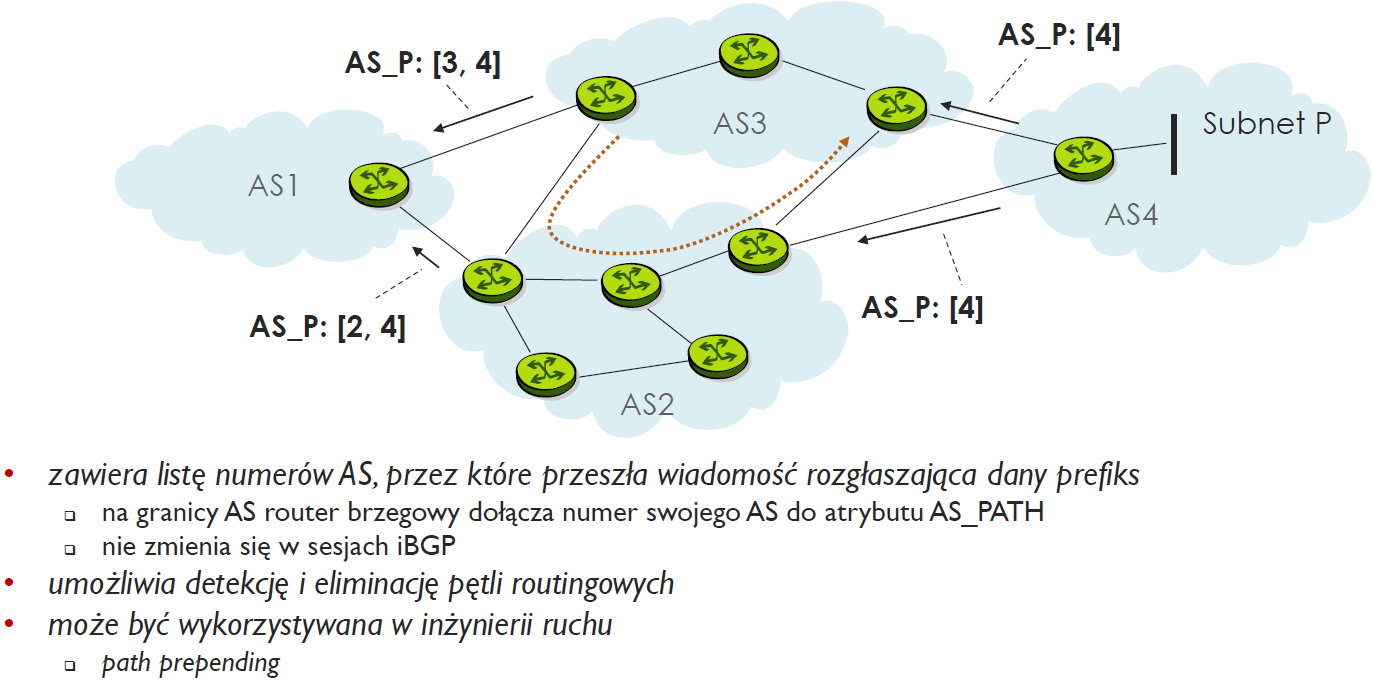 AS_P: [3, 4]
AS_P: [4]
AS3
Subnet P
AS1
AS4
AS_P: [2, 4]
AS_P: [4]
AS2
• zawiera listę numerów AS, przez które przeszła wiadomość rozgłaszająca dany prefiks
❑ na granicy AS router brzegowy dołącza numer swojego AS do atrybutu AS_PATH
❑ nie zmienia się w sesjach iBGP
• umożliwia detekcję i eliminację pętli routingowych
• może być wykorzystywana w inżynierii ruchu
❑ path prepending